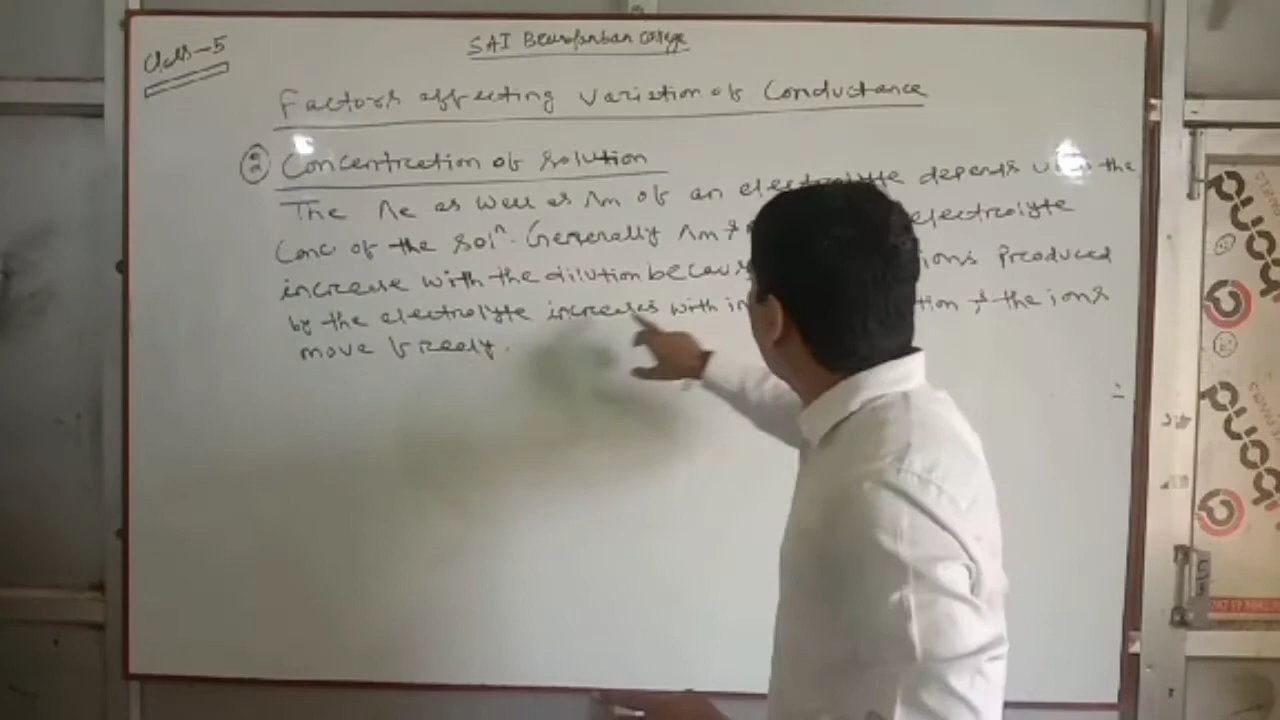 Class-5
SAI College
Factors affecting variation of Conductance
② Concentration of solution
The Λe as well as Λm of an electrolyte depends upon the
Conc of the solⁿ. Generally Λm & electrolyte
increase with the dilution because ions produced
by the electrolyte increases with in tion & the ions
move freely.